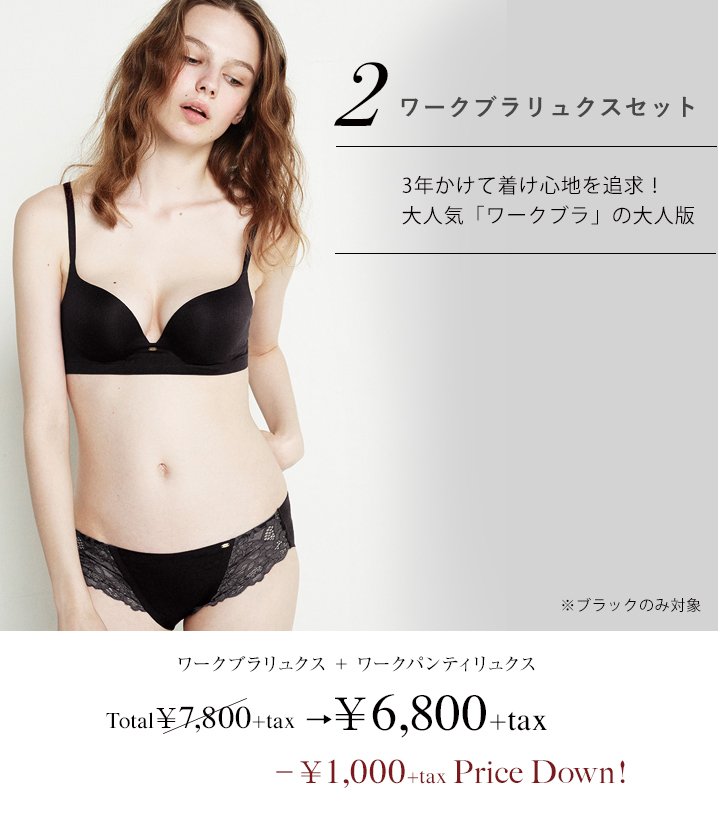 2 ワークブラリュクスセット
3年かけて着け心地を追求！
大人気「ワークブラ」の大人版
※ブラックのみ対象
ワークブラリュクス + ワークパンティリュクス
Total¥7,800+tax →¥6,800+tax
−¥1,000+tax Price Down!